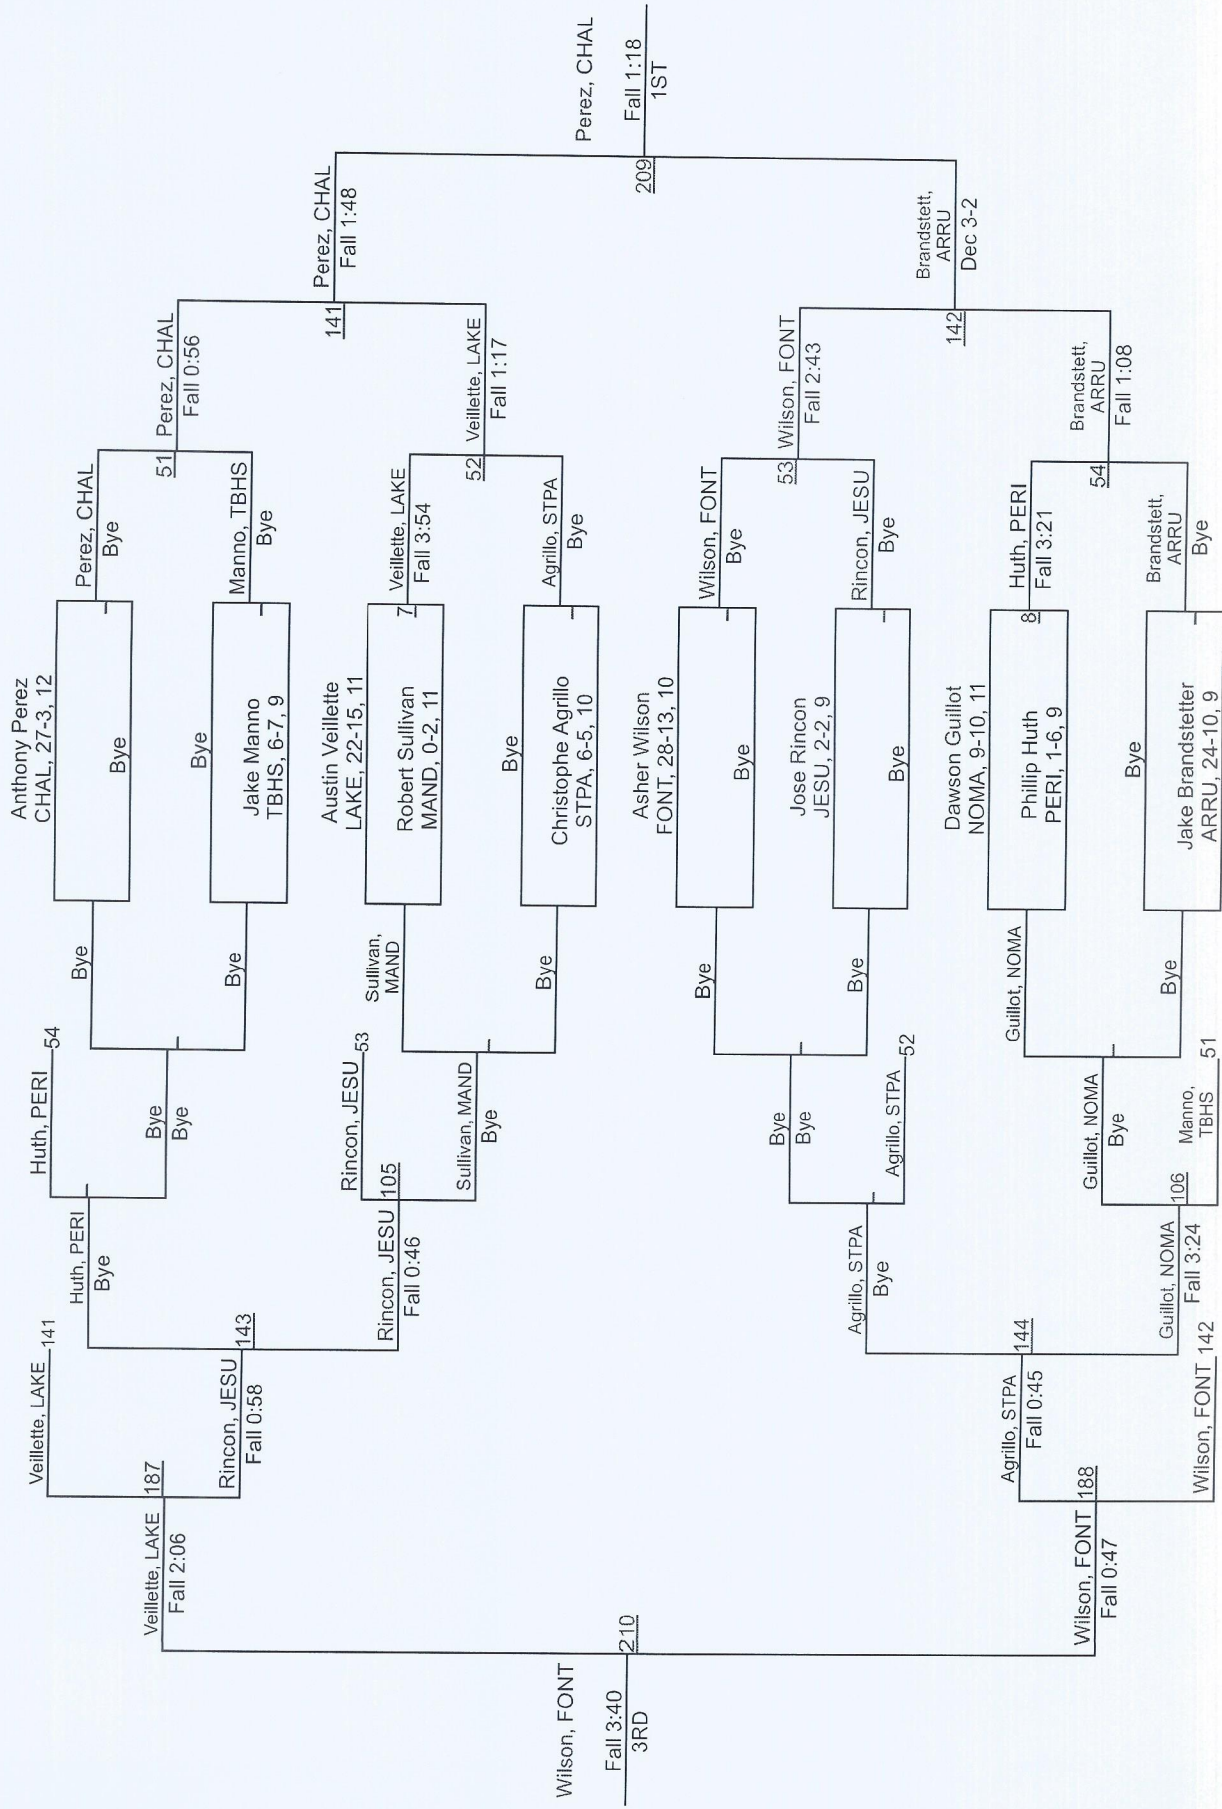 Anthony Perez
CHAL, 27-3, 12
Bye
Bye
Jake Manno
TBHS, 6-7, 9
Austin Veillette
LAKE, 22-15, 11
Robert Sullivan
MAND, 0-2, 11
7
Bye
Christophe Agrillo
STPA, 6-5, 10
Asher Wilson
FONT, 28-13, 10
Bye
Jose Rincon
JESU, 2-2, 9
Bye
Dawson Guillot
NOMA, 9-10, 11
Phillip Huth
PERI, 1-6, 9
8
Bye
Jake Brandstetter
ARRU, 24-10, 9
Perez, CHAL
Bye
Manno, TBHS
Bye
Veillette, LAKE
Fall 3:54
Agrillo, STPA
Bye
Wilson, FONT
Bye
Rincon, JESU
Bye
Huth, PERI
Fall 3:21
Brandstett,
ARRU
Bye
51
Perez, CHAL
Fall 0:56
52
Veillette, LAKE
Fall 1:17
53
Wilson, FONT
Fall 2:43
54
Brandstett,
ARRU
Fall 1:08
141
Perez, CHAL
Fall 1:48
142
Brandstett,
ARRU
Dec 3-2
209
Perez, CHAL
Fall 1:18
1ST
Bye
Bye
Sullivan,
MAND
Bye
Bye
Bye
Guillot, NOMA
Bye
Huth, PERI
54
Bye
Bye
Rincon, JESU
53
Sullivan, MAND
Bye
Bye
Bye
Agrillo, STPA
52
Guillot, NOMA
Bye
Manno,
TBHS
51
Huth, PERI
Bye
105
Rincon, JESU
Fall 0:46
Agrillo, STPA
Bye
106
Guillot, NOMA
Fall 3:24
Veillette, LAKE
141
143
Rincon, JESU
Fall 0:58
144
Agrillo, STPA
Fall 0:45
Wilson, FONT
142
187
Veillette, LAKE
Fall 2:06
188
Wilson, FONT
Fall 0:47
210
Wilson, FONT
Fall 3:40
3RD